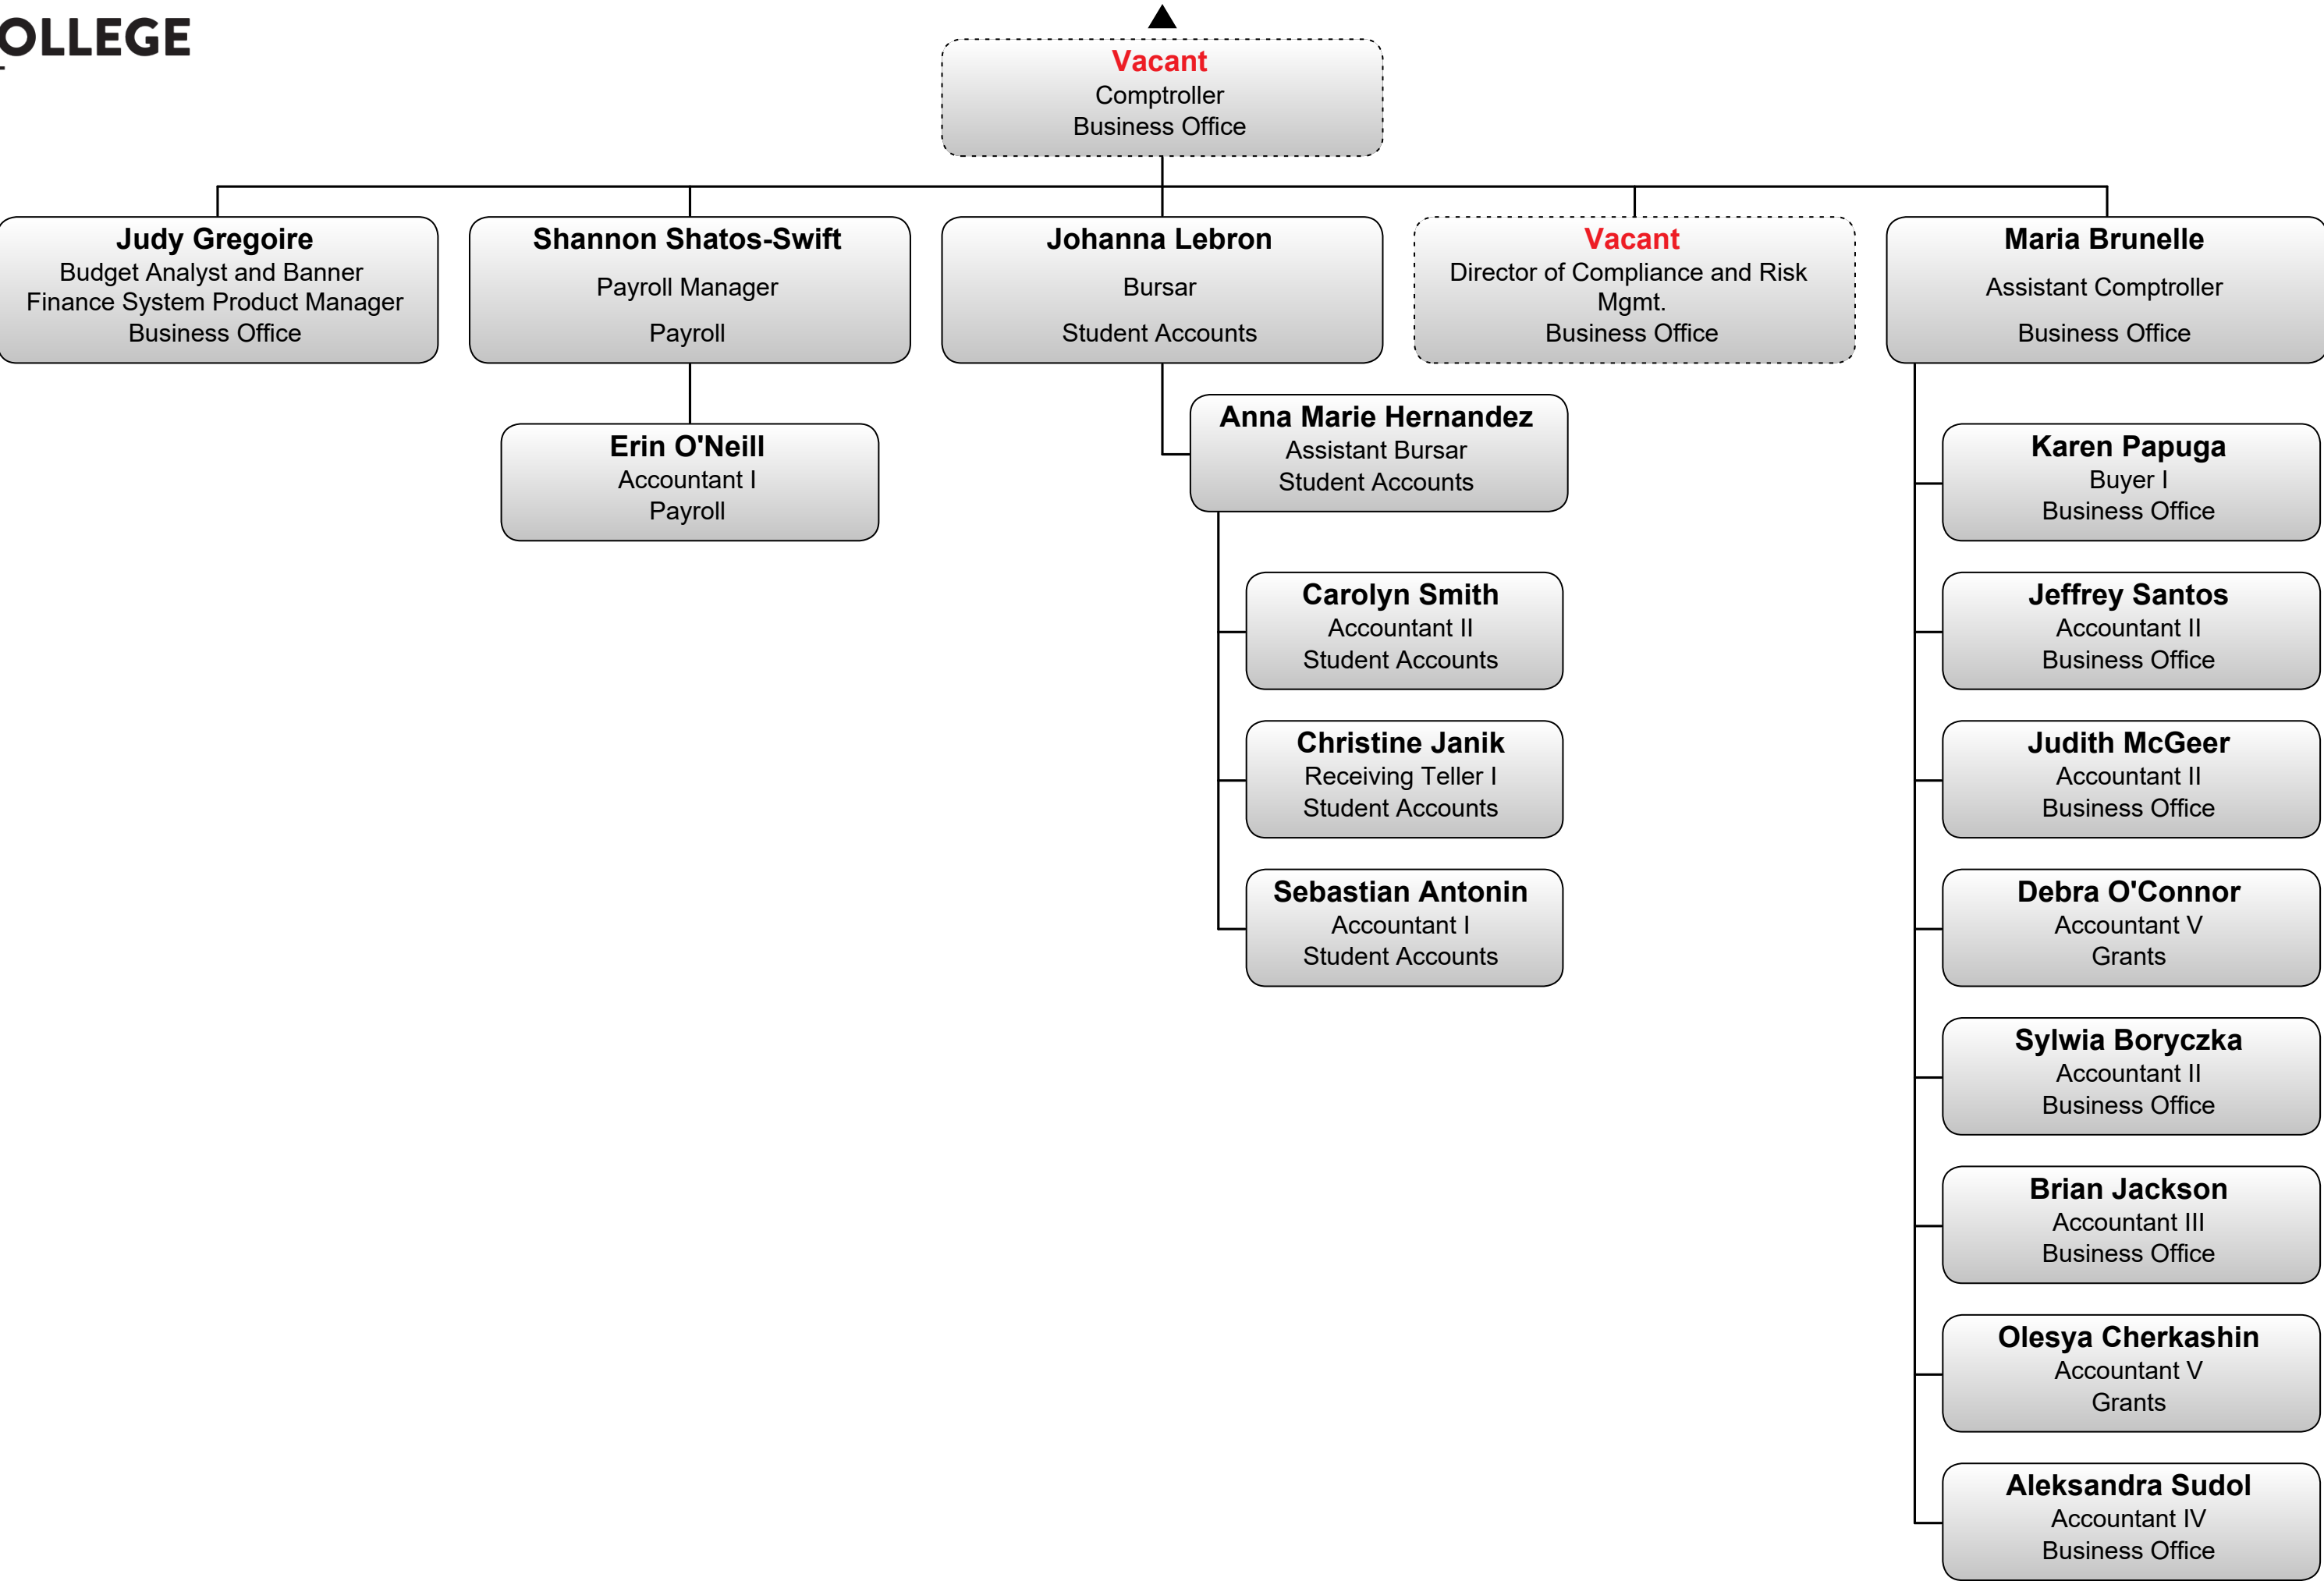 OLLEGE
Vacant
Comptroller
Business Office
Judy Gregoire
Budget Analyst and Banner
Finance System Product Manager
Business Office
Shannon Shatos-Swift
Payroll Manager
Payroll
Johanna Lebron
Bursar
Student Accounts
Vacant
Director of Compliance and Risk
Mgmt.
Business Office
Maria Brunelle
Assistant Comptroller
Business Office
Erin O'Neill
Accountant I
Payroll
Anna Marie Hernandez
Assistant Bursar
Student Accounts
Carolyn Smith
Accountant II
Student Accounts
Christine Janik
Receiving Teller I
Student Accounts
Sebastian Antonin
Accountant I
Student Accounts
Karen Papuga
Buyer I
Business Office
Jeffrey Santos
Accountant II
Business Office
Judith McGeer
Accountant II
Business Office
Debra O'Connor
Accountant V
Grants
Sylwia Boryczka
Accountant II
Business Office
Brian Jackson
Accountant III
Business Office
Olesya Cherkashin
Accountant V
Grants
Aleksandra Sudol
Accountant IV
Business Office